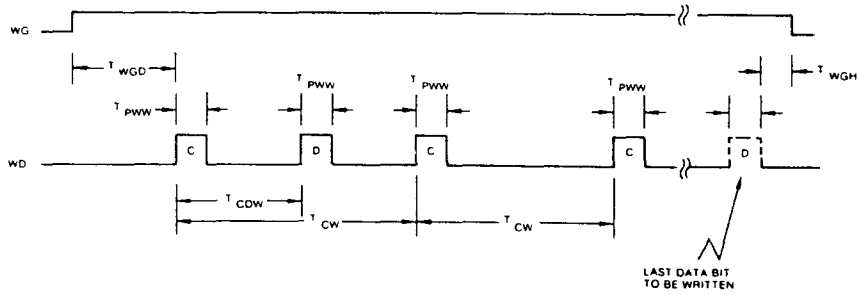 WG
T WGD
T WGH
T PWW
T PWW
T PWW
T PWW
WD
C
D
C
C
D
T CDW
T CW
T CW
LAST DATA BIT
TO BE WRITTEN